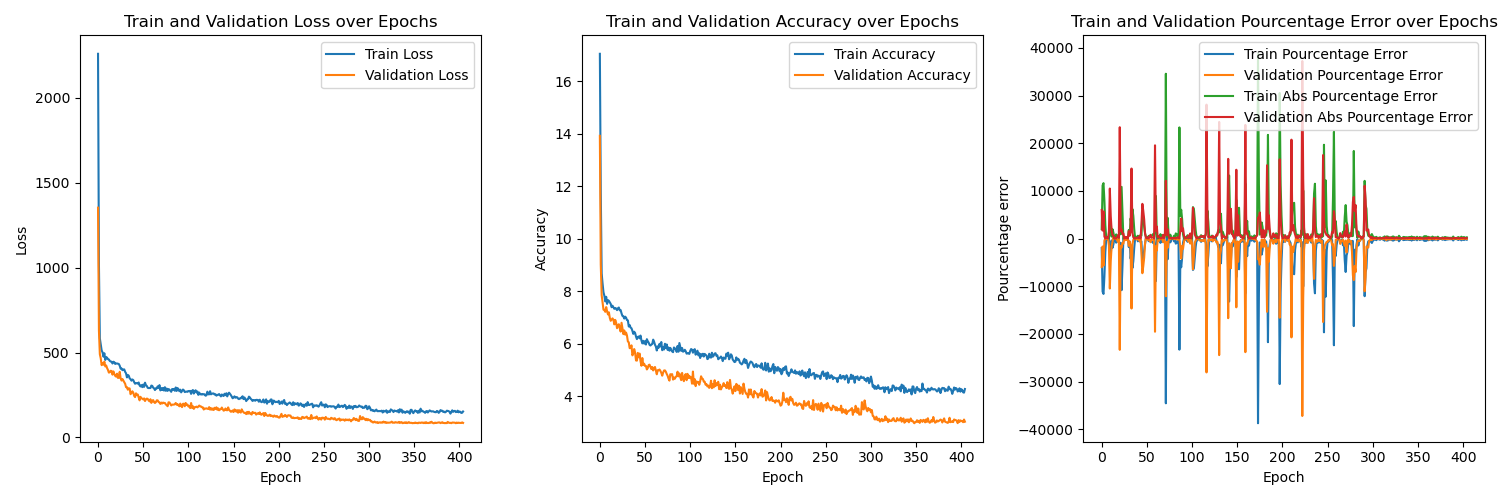 Train and Validation Loss over Epochs
Train Loss
Validation Loss
Loss
2000
1500
1000
500
0
0 50 100 150 200 250 300 350 400
Epoch
Train and Validation Accuracy over Epochs
Train Accuracy
Validation Accuracy
Accuracy
16
14
12
10
8
6
4
0 50 100 150 200 250 300 350 400
Epoch
Train and Validation Pourcentage Error over Epochs
Train Pourcentage Error
Validation Pourcentage Error
Train Abs Pourcentage Error
Validation Abs Pourcentage Error
Pourcentage error
40000
30000
20000
10000
0
−10000
−20000
−30000
−40000
0 50 100 150 200 250 300 350 400
Epoch